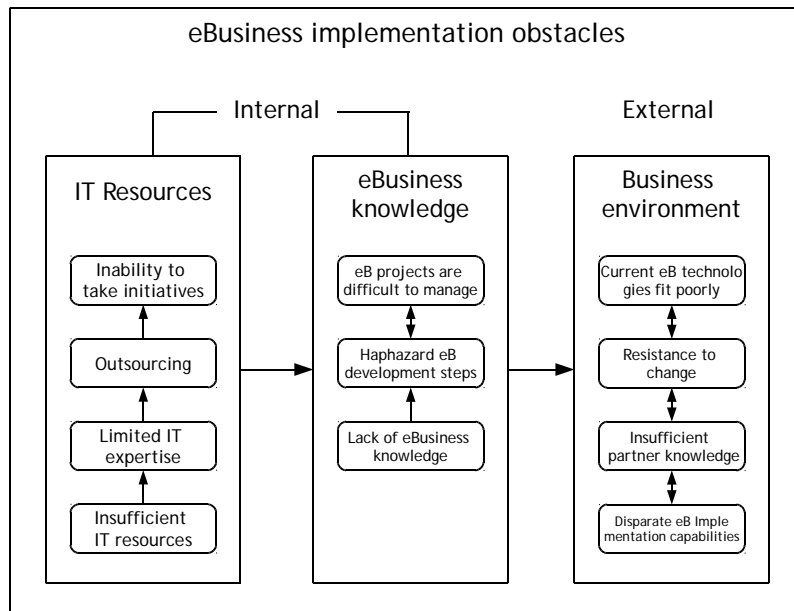 eBusiness implementation obstacles
Internal
External
IT Resources
Inability to
take initiatives
Outsourcing
Limited IT
expertise
Insufficient
IT resources
eBusiness
knowledge
eB projects are
difficult to manage
Haphazard eB
development steps
Lack of eBusiness
knowledge
Business
environment
Current eB technolo
gies fit poorly
Resistance to
change
Insufficient
partner knowledge
Disparate eB Imple
mentation capabilities